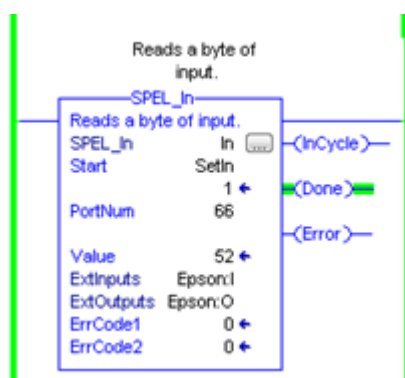 Reads a byte of
input.
SPEL_In
Reads a byte of input.
SPEL_In In ...
(InCycle)
Start SetIn
1
(Done)
PortNum 66
(Error)
Value 52
ExtInputs Epson:I
ExtOutputs Epson:O
ErrCode1 0
ErrCode2 0